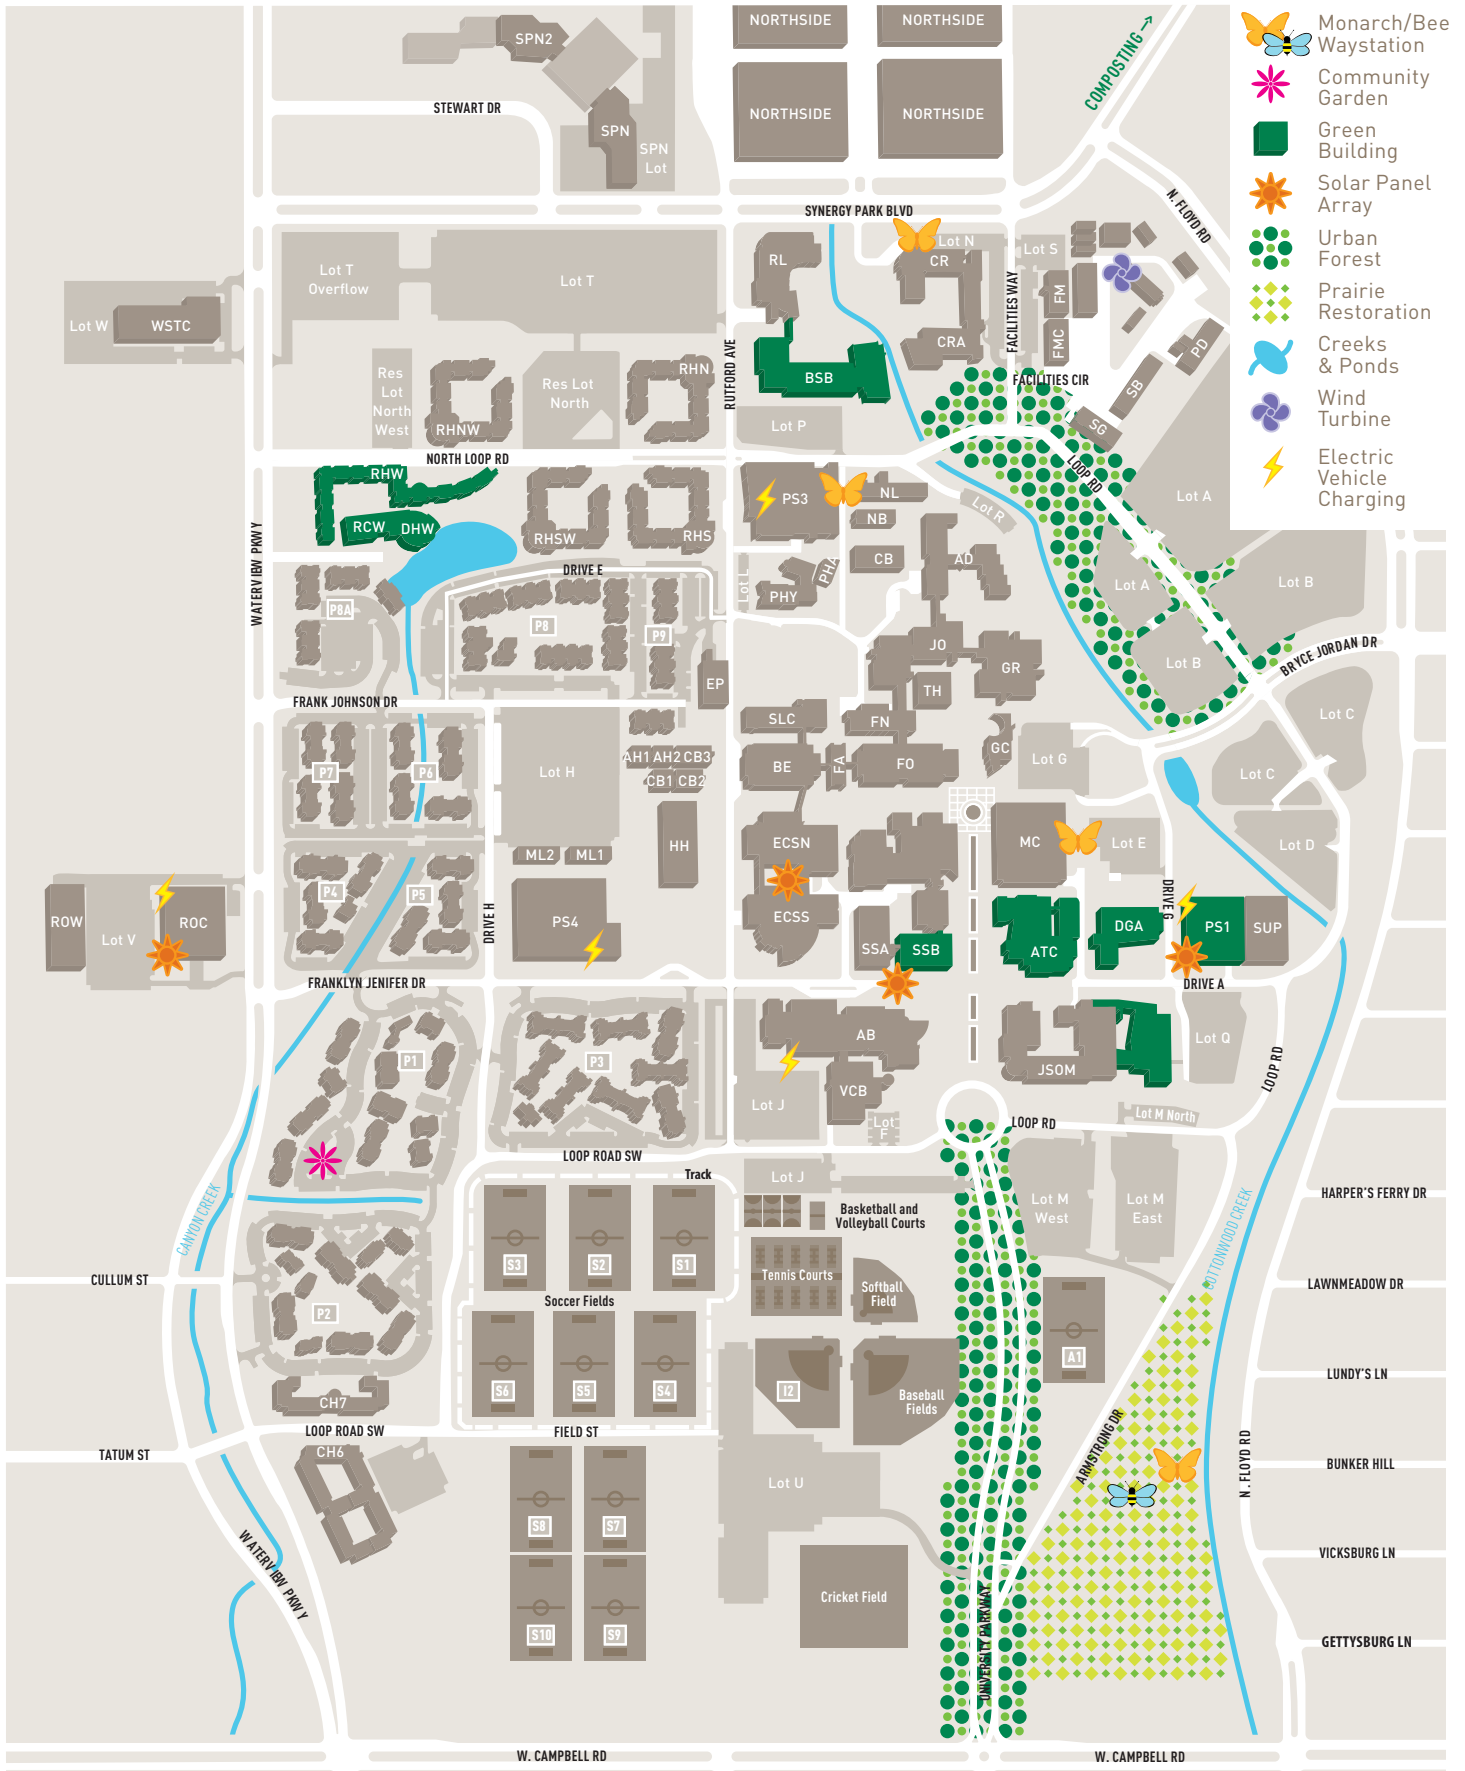 NORTHSIDE
NORTHSIDE
SPN2
COMPOSTING →
Monarch/Bee
Waystation
Community
Garden
Green
Building
Solar Panel
Array
Urban
Forest
Prairie
Restoration
Creeks
& Ponds
Wind
Turbine
Electric
Vehicle
Charging
STEWART DR
SPN
SPN
Lot
NORTHSIDE
NORTHSIDE
N. FLOYD RD
SYNERGY PARK BLVD
Lot N
Lot S
RL
CR
Lot T
Overflow
Lot T
FACILITIES WAY
FM
Lot W
WSTC
CRA
FMC
PD
RUTFORD AVE
RHN
BSB
FACILITIES CIR
SB
Res
Lot
North
West
Res Lot
North
RHNW
Lot P
SG
NORTH LOOP RD
LOOP RD
RHW
PS3
NL
Lot A
RCW
DHW
RHSW
RHS
NB
Lot R
WATERVIEW PKWY
DRIVE E
CB
AD
P8A
Lot L
PHY
PHA
Lot A
Lot B
P8
P9
JO
GR
Lot B
BRYCE JORDAN DR
EP
TH
FRANK JOHNSON DR
SLC
FN
Lot C
P7
P6
Lot H
AH1 AH2 CB3
CB1 CB2
BE
FA
FO
GC
Lot G
Lot C
ML2
ML1
HH
ECSN
MC
Lot E
Lot D
P4
P5
DRIVE H
DRIVE G
ROW
Lot V
ROC
PS4
ECSS
SSA
SSB
ATC
DGA
PS1
SUP
FRANKLYN JENIFER DR
DRIVE A
P1
P3
AB
JSOM
Lot Q
LOOP RD
Lot J
VCB
Lot
F
LOOP RD
Lot M North
LOOP ROAD SW
Track
Lot J
CANYON CREEK
Basketball and
Volleyball Courts
Lot M
West
Lot M
East
HARPER'S FERRY DR
COTTONWOOD CREEK
S3
S2
S1
CULLUM ST
Tennis Courts
Softball
Field
LAWNMEADOW DR
Soccer Fields
P2
A1
S6
S5
S4
I2
Baseball
Fields
LUNDY'S LN
CH7
LOOP ROAD SW
FIELD ST
TATUM ST
CH6
ARMSTRONG DR
N. FLOYD RD
BUNKER HILL
Lot U
S8
S7
WATERVIEW PKWY
VICKSBURG LN
Cricket Field
S10
S9
UNIVERSITY PARKWAY
GETTYSBURG LN
W. CAMPBELL RD
W. CAMPBELL RD